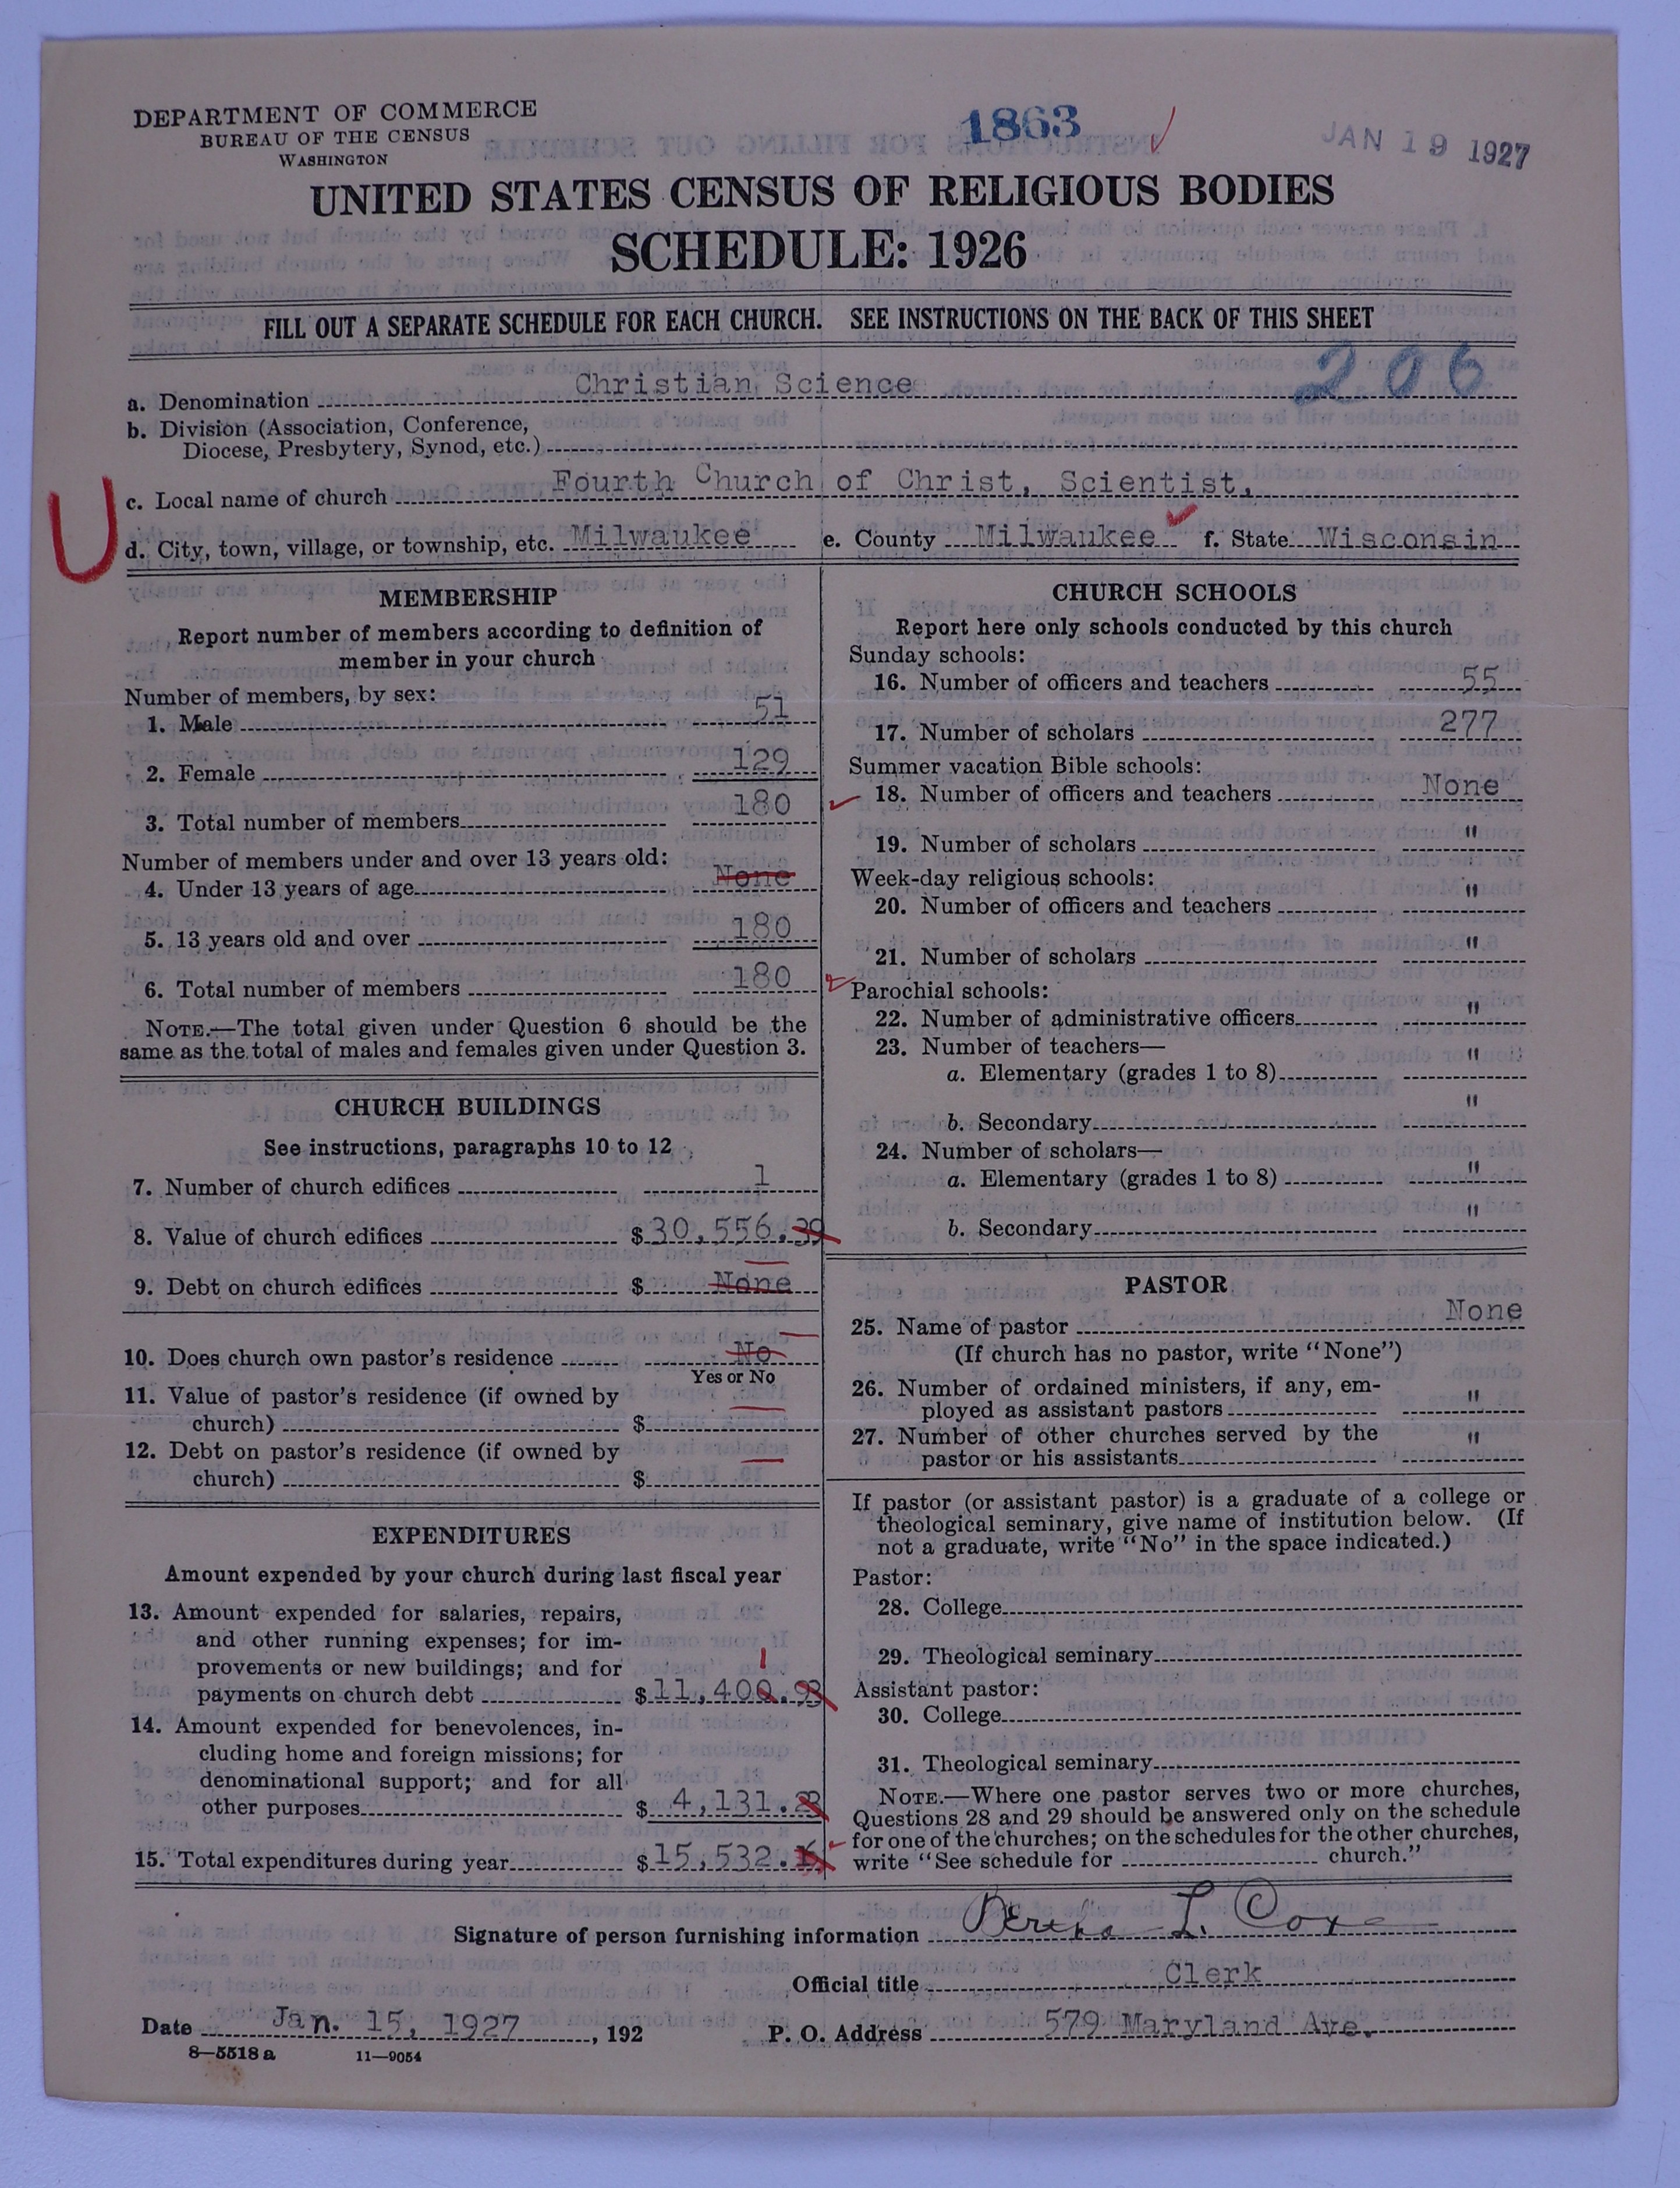 DEPARTMENT OF COMMERCE
BUREAU OF THE CENSUS
WASHINGTON
1863
JAN 19 1927
UNITED STATES CENSUS OF RELIGIOUS BODIES
SCHEDULE: 1926
FILL OUT A SEPARATE SCHEDULE FOR EACH CHURCH. SEE INSTRUCTIONS ON THE BACK OF THIS SHEET
206
a. Denomination Christian Science
b. Division (Association, Conference,
Diocese, Presbytery, Synod, etc.)
U
c. Local name of church Fourth Church of Christ, Scientist,
d. City, town, village, or township, etc. Milwaukee e. County Milwaukee f. State Wisconsin
MEMBERSHIP
Report number of members according to definition of
member in your church
Number of members, by sex:
1. Male 51
2. Female 129
3. Total number of members 180
Number of members under and over 13 years old:
4. Under 13 years of age None
5. 13 years old and over 180
6. Total number of members 180
NOTE.—The total given under Question 6 should be the
same as the total of males and females given under Question 3.
CHURCH BUILDINGS
See instructions, paragraphs 10 to 12
7. Number of church edifices 1
8. Value of church edifices $30,556.39
9. Debt on church edifices $ None
10. Does church own pastor's residence No
Yes or No
11. Value of pastor's residence (if owned by
church) $
12. Debt on pastor's residence (if owned by
church) $
EXPENDITURES
Amount expended by your church during last fiscal year
13. Amount expended for salaries, repairs,
and other running expenses; for im-
provements or new buildings; and for
1
payments on church debt $11,400.93
14. Amount expended for benevolences, in-
cluding home and foreign missions; for
denominational support; and for all
other purposes $ 4,131.23
15. Total expenditures during year $15,532.
CHURCH SCHOOLS
Report here only schools conducted by this church
Sunday schools:
16. Number of officers and teachers 55
17. Number of scholars 277
Summer vacation Bible schools:
18. Number of officers and teachers None
19. Number of scholars "
Week-day religious schools:
20. Number of officers and teachers "
21. Number of scholars "
Parochial schools:
22. Number of administrative officers "
23. Number of teachers—
a. Elementary (grades 1 to 8) "
b. Secondary "
24. Number of scholars—
a. Elementary (grades 1 to 8) "
b. Secondary "
PASTOR
25. Name of pastor None
(If church has no pastor, write "None")
26. Number of ordained ministers, if any, em-
ployed as assistant pastors "
27. Number of other churches served by the
pastor or his assistants "
If pastor (or assistant pastor) is a graduate of a college or
theological seminary, give name of institution below. (If
not a graduate, write "No" in the space indicated.)
Pastor:
28. College
29. Theological seminary
Assistant pastor:
30. College
31. Theological seminary
NOTE.—Where one pastor serves two or more churches,
Questions 28 and 29 should be answered only on the schedule
for one of the churches; on the schedules for the other churches,
write "See schedule for church."
Signature of person furnishing information Bertha L. Cox
Official title Clerk
Date Jan. 15, 1927, 192 P. O. Address 579 Maryland Ave.
8—5518 a 11—9054